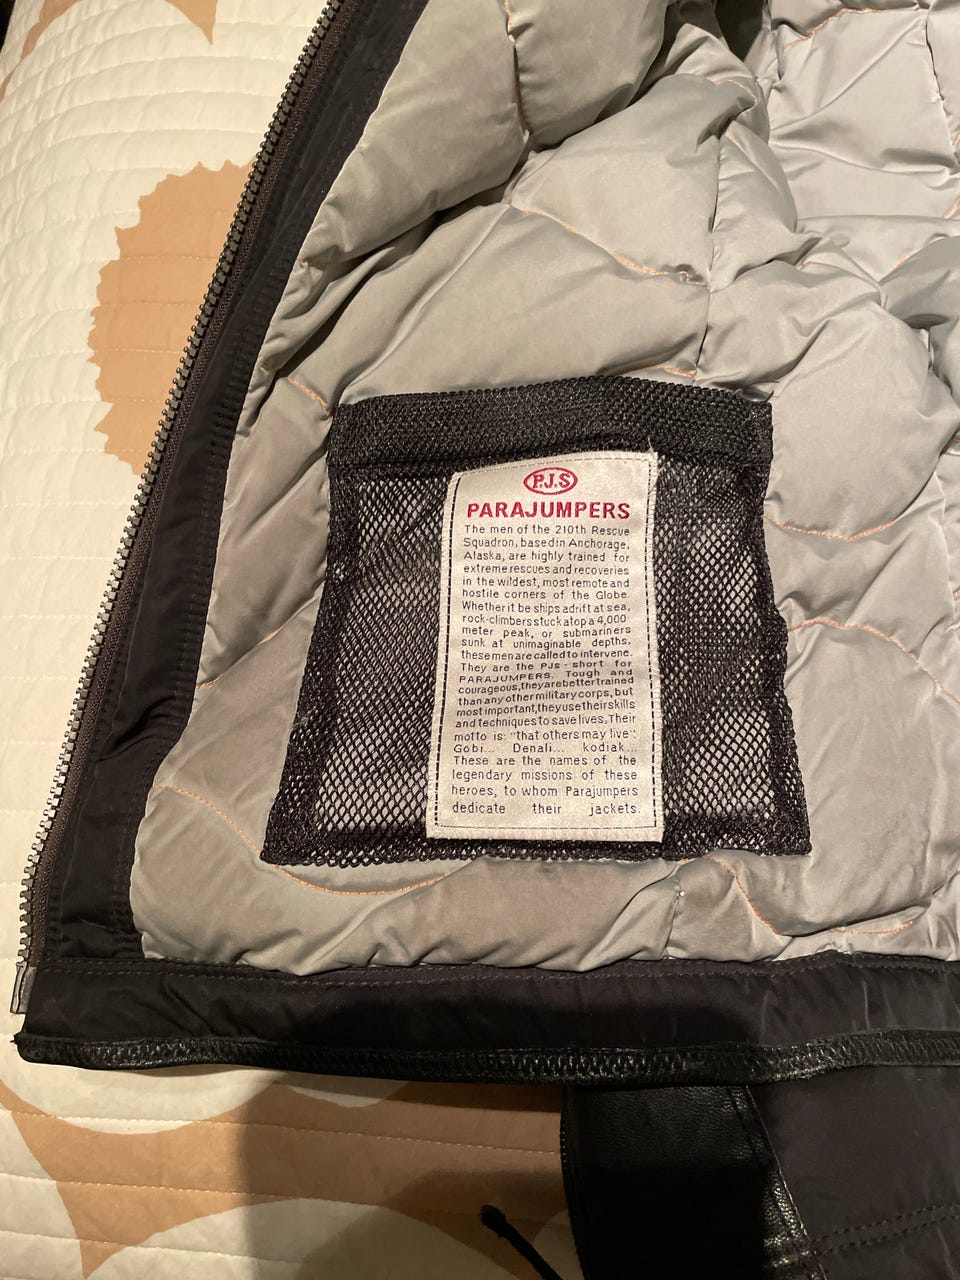 P.J.S
PARAJUMPERS
The men of the 210th Rescue
Squadron, based in Anchorage,
Alaska, are highly trained for
extreme rescues and recoveries
in the wildest, most remote and
hostile corners of the Globe.
Whether it be ships adrift at sea,
rock-climbers stuck atop a 4,000
meter peak, or submariners
sunk at unimaginable depths,
these men are called to intervene.
They are the PJs - short for
PARAJUMPERS. Tough and
courageous, they are better trained
than any other military corps, but
most important, they use their skills
and techniques to save lives. Their
motto is: "that others may live":
Gobi... Denali... kodiak...
These are the names of the
legendary missions of these
heroes, to whom Parajumpers
dedicate their jackets.